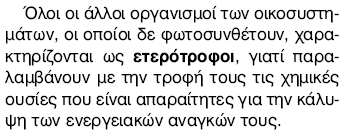 Όλοι οι άλλοι οργανισμοί των οικοσυστη-
μάτων, οι οποίοι δε φωτοσυνθέτουν, χαρα-
κτηρίζονται ως ετερότροφοι, γιατί παρα-
λαμβάνουν με την τροφή τους τις χημικές
ουσίες που είναι απαραίτητες για την κάλυ-
ψη των ενεργειακών αναγκών τους.